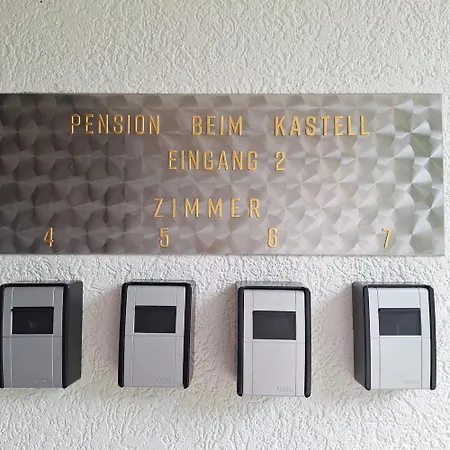 PENSION BEIM KASTELL
EINGANG 2
ZIMMER
4 5 6 7